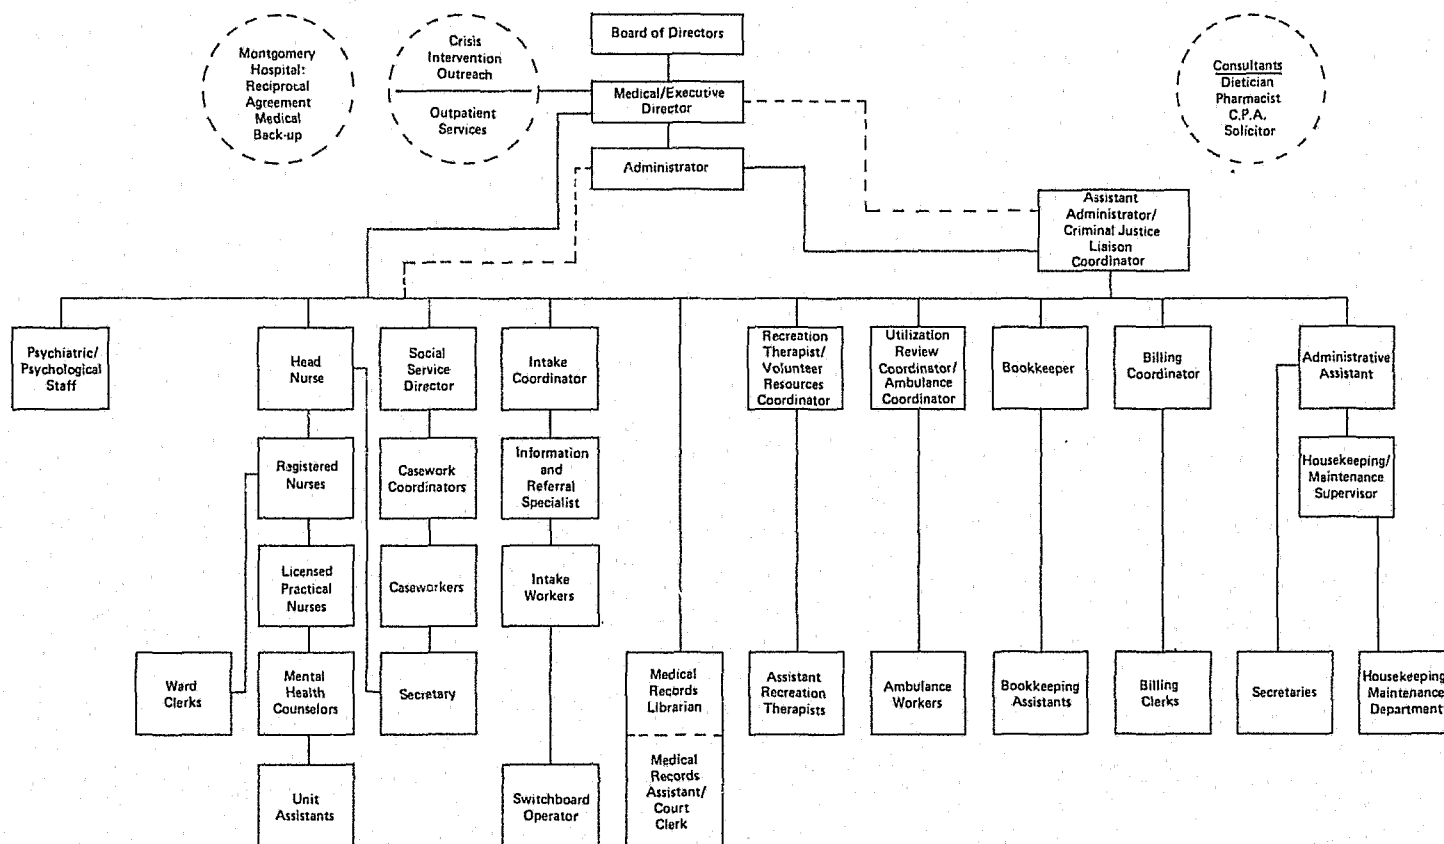 Montgomery
Hospital:
Reciprocal
Agreement
Medical
Back-up
Crisis
Intervention
Outreach
Outpatient
Services
Board of Directors
Medical/Executive
Director
Administrator
Consultants
Dietician
Pharmacist
C.P.A.
Solicitor
Assistant
Administrator/
Criminal Justice
Liaison
Coordinator
Psychiatric/
Psychological
Staff
Head
Nurse
Social
Service
Director
Intake
Coordinator
Recreation
Therapist/
Volunteer
Resources
Coordinator
Utilization
Review
Coordinator/
Ambulance
Coordinator
Bookkeeper
Billing
Coordinator
Administrative
Assistant
Registered
Nurses
Casework
Coordinators
Information
and
Referral
Specialist
Housekeeping/
Maintenance
Supervisor
Licensed
Practical
Nurses
Caseworkers
Intake
Workers
Ward
Clerks
Mental
Health
Counselors
Secretary
Medical
Records
Librarian
Assistant
Recreation
Therapists
Ambulance
Workers
Bookkeeping
Assistants
Billing
Clerks
Secretaries
Housekeeping/
Maintenance
Department
Unit
Assistants
Switchboard
Operator
Medical
Records
Assistant/
Court
Clerk